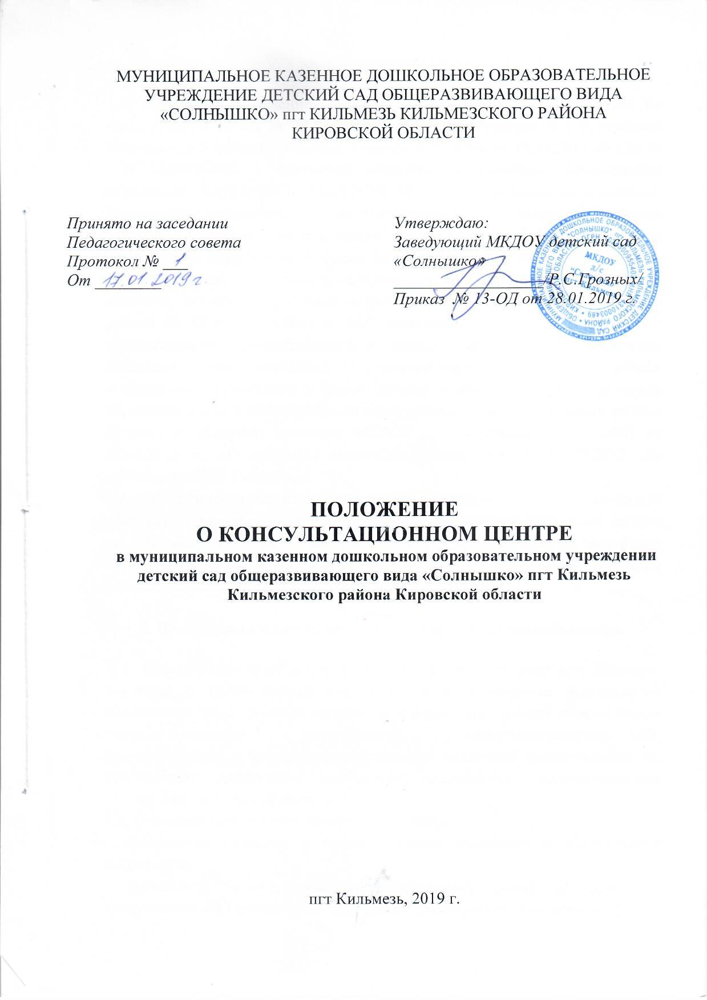 МУНИЦИПАЛЬНОЕ КАЗЕННОЕ ДОШКОЛЬНОЕ ОБРАЗОВАТЕЛЬНОЕ
УЧРЕЖДЕНИЕ ДЕТСКИЙ САД ОБЩЕРАЗВИВАЮЩЕГО ВИДА
«СОЛНЫШКО» пгт КИЛЬМЕЗЬ КИЛЬМЕЗСКОГО РАЙОНА
КИРОВСКОЙ ОБЛАСТИ
Принято на заседании
Педагогического совета
Протокол № 1
От 17.01.2019 г
Утверждаю:
Заведующий МКДОУ детский сад
«Солнышко»
/Р.С.Грозных/
Приказ № 13-ОД от 28.01.2019 г.
МКДОУ
д/с
"Солнышко"
пгт Кильмезь
ПОЛОЖЕНИЕ
О КОНСУЛЬТАЦИОННОМ ЦЕНТРЕ
в муниципальном казенном дошкольном образовательном учреждении
детский сад общеразвивающего вида «Солнышко» пгт Кильмезь
Кильмезского района Кировской области
пгт Кильмезь, 2019 г.